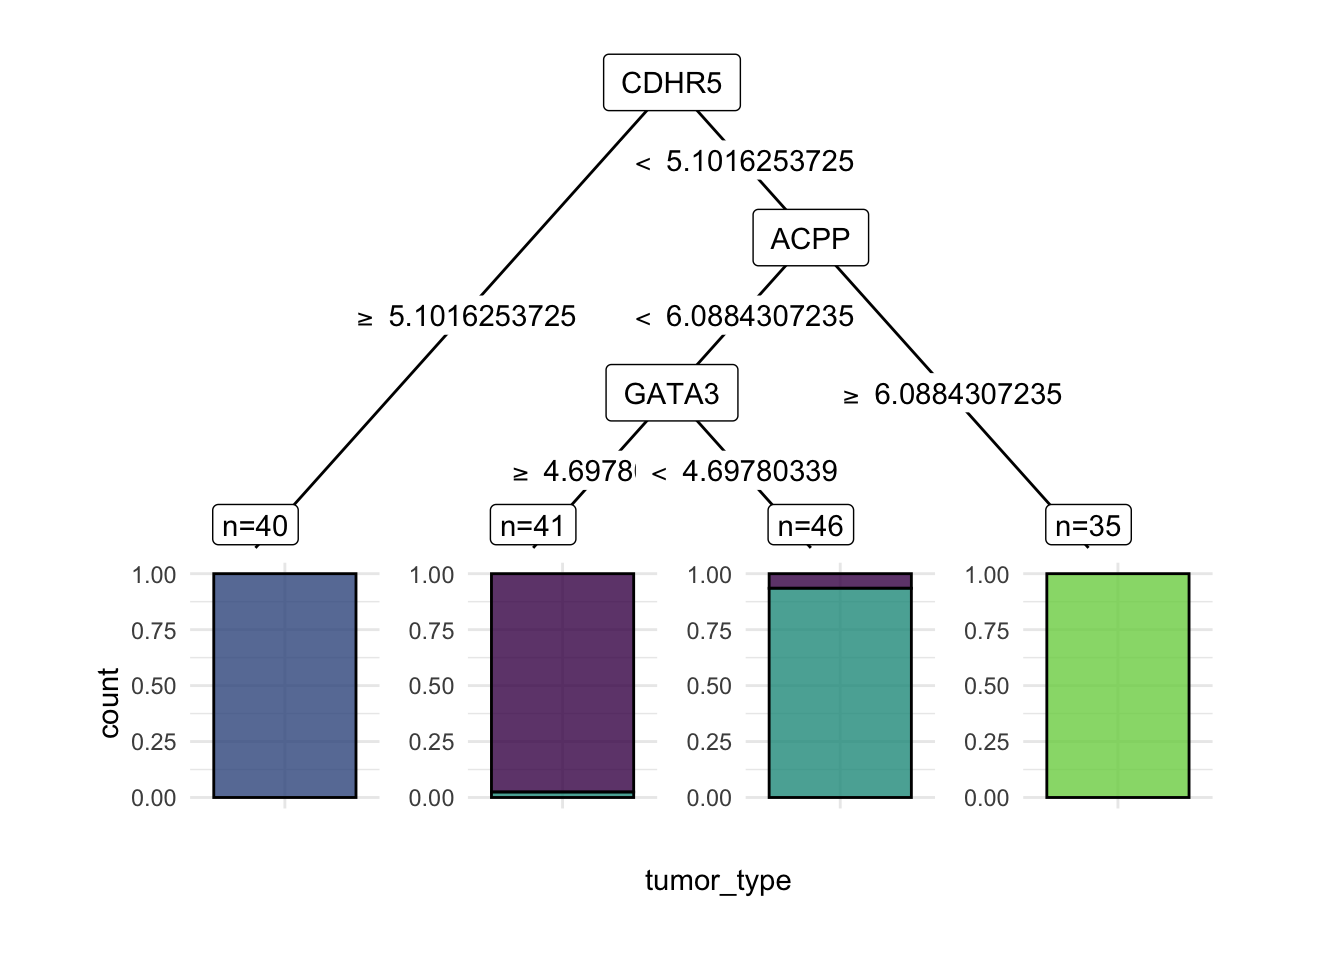 CDHR5
< 5.1016253725
ACPP
≥ 5.1016253725 < 6.0884307235
GATA3 ≥ 6.0884307235
≥ 4.6978 < 4.69780339
n=40 n=41 n=46 n=35
1.00 1.00 1.00 1.00
0.75 0.75 0.75 0.75
0.50 0.50 0.50 0.50
count
0.25 0.25 0.25 0.25
0.00 0.00 0.00 0.00
tumor_type